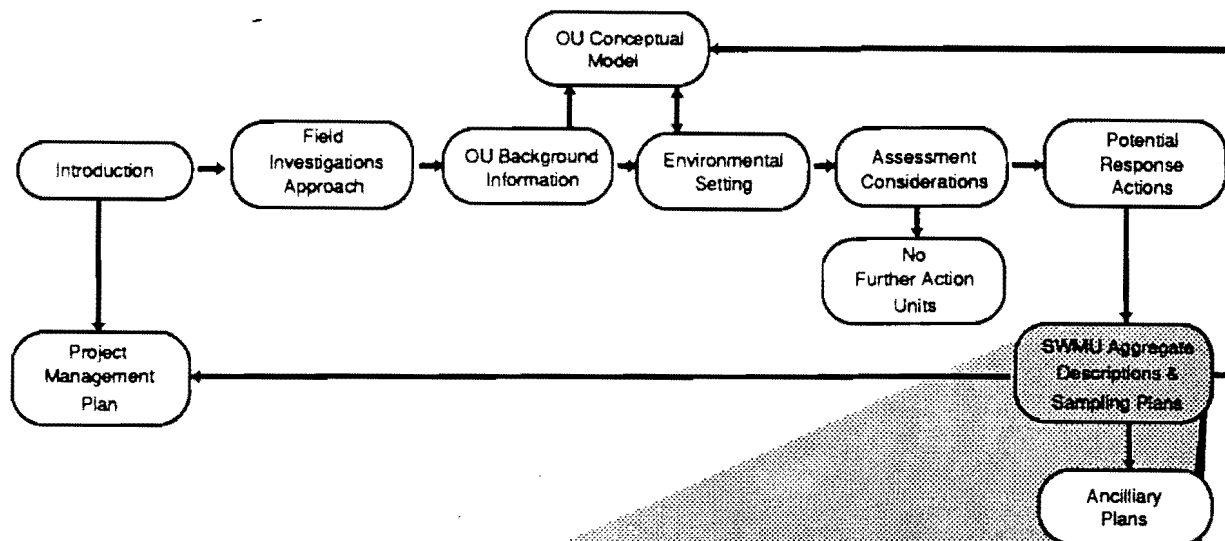 OU Conceptual
Model
Introduction
Field
Investigations
Approach
OU Background
Information
Environmental
Setting
Assessment
Considerations
Potential
Response
Actions
No
Further Action
Units
Project
Management
Plan
SWMU Aggregate
Descriptions &
Sampling Plans
Ancilliary
Plans